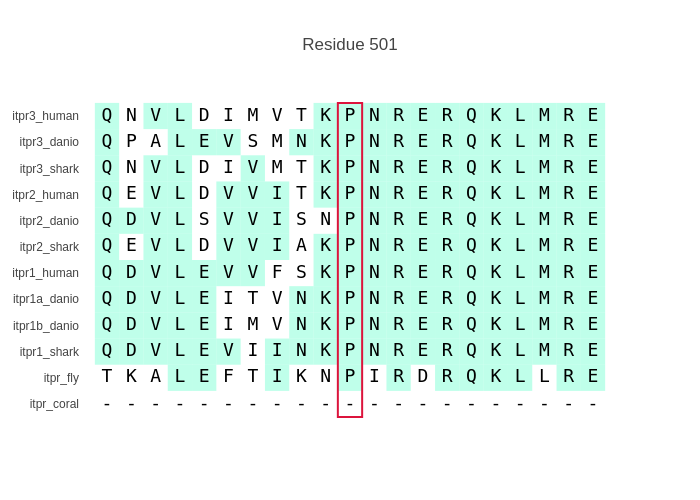 Residue 501
itpr3_human Q N V L D I M V T K P N R E R Q K L M R E
itpr3_danio Q P A L E V S M N K P N R E R Q K L M R E
itpr3_shark Q N V L D I V M T K P N R E R Q K L M R E
itpr2_human Q E V L D V V I T K P N R E R Q K L M R E
itpr2_danio Q D V L S V V I S N P N R E R Q K L M R E
itpr2_shark Q E V L D V V I A K P N R E R Q K L M R E
itpr1_human Q D V L E V V F S K P N R E R Q K L M R E
itpr1a_danio Q D V L E I T V N K P N R E R Q K L M R E
itpr1b_danio Q D V L E I M V N K P N R E R Q K L M R E
itpr1_shark Q D V L E V I I N K P N R E R Q K L M R E
itpr_fly T K A L E F T I K N P I R D R Q K L L R E
itpr_coral - - - - - - - - - - - - - - - - - - - - -